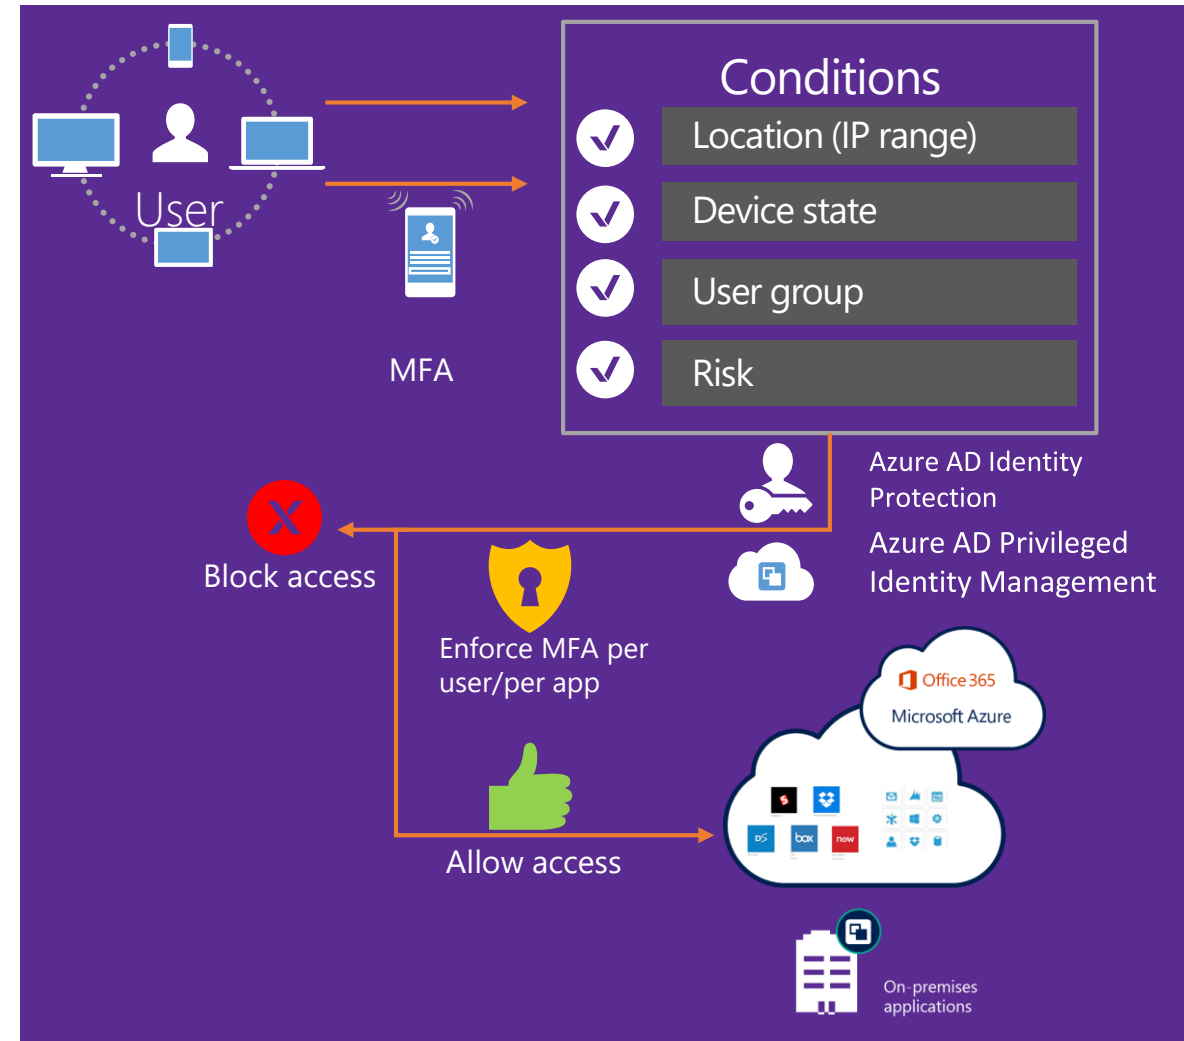 Conditions
Location (IP range)
Device state
User group
Risk
User
MFA
Azure AD Identity
Protection
Azure AD Privileged
Identity Management
Block access
Enforce MFA per
user/per app
Allow access
Office 365
Microsoft Azure
DS
box
now
On-premises
applications